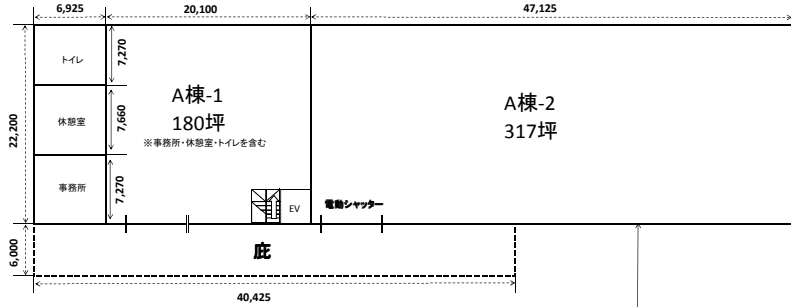 6,925
20,100
47,125
トイレ
7,270
A棟-1
180坪
※事務所・休憩室・トイレを含む
A棟-2
317坪
22,200
休憩室
7,660
事務所
7,270
EV
電動シャッター
6,000
庇
40,425